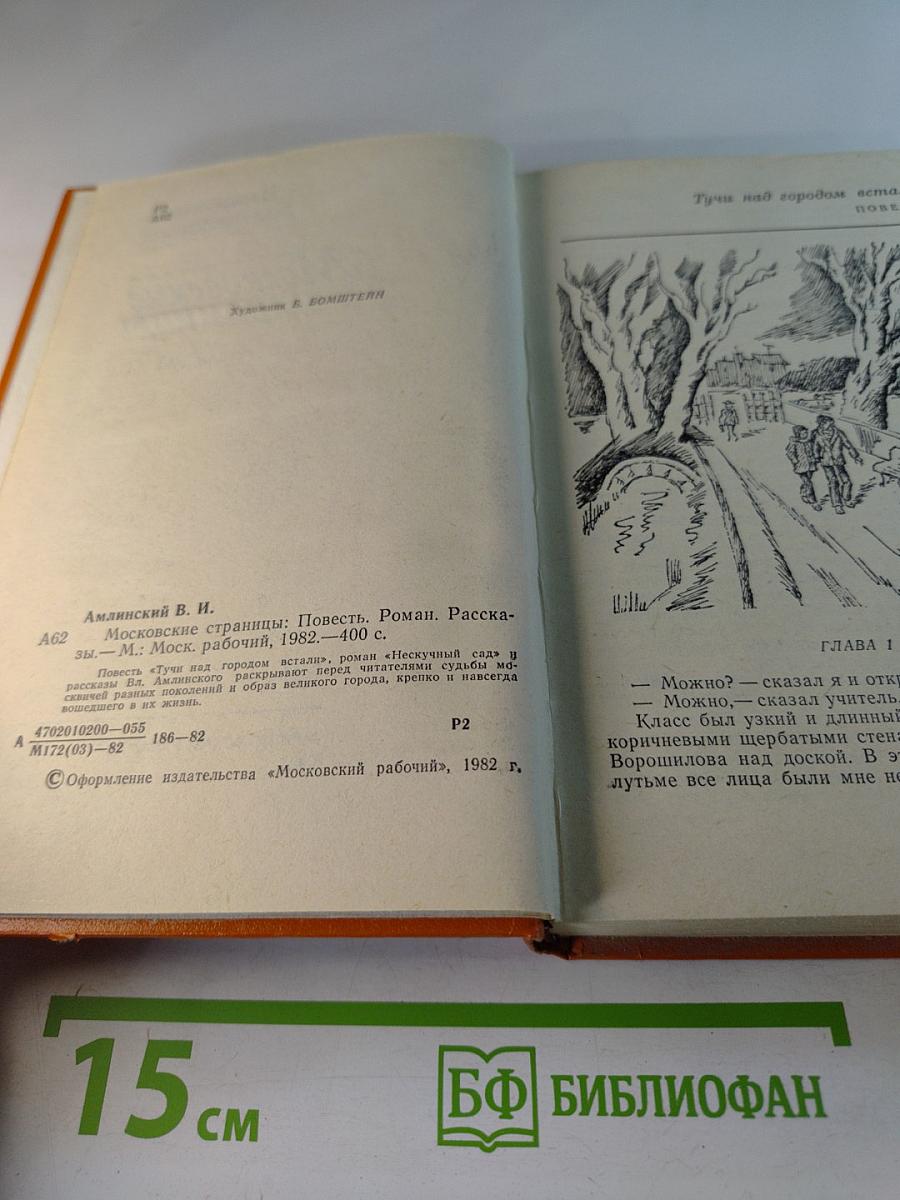 Р2
А62
Художник Б. БОМШТЕЙН
Амлинский В. И.
А62 Московские страницы: Повесть. Роман. Расска-
зы.— М.: Моск. рабочий, 1982.—400 с.
Повесть «Тучи над городом встали», роман «Нескучный сад» и
рассказы Вл. Амлинского раскрывают перед читателями судьбы мо-
сквичей разных поколений и образ великого города, крепко и навсегда
вошедшего в их жизнь.
А 4702010200—055
М172(03)—82 186—82 Р2
© Оформление издательства «Московский рабочий», 1982 г.
Тучи над городом вста
ПОВЕ
ГЛАВА 1
— Можно? — сказал я и откр
— Можно,— сказал учитель.
Класс был узкий и длинный
коричневыми щербатыми стена
Ворошилова над доской. В э
лутьме все лица были мне не
15 см
БФ БИБЛИОФАН